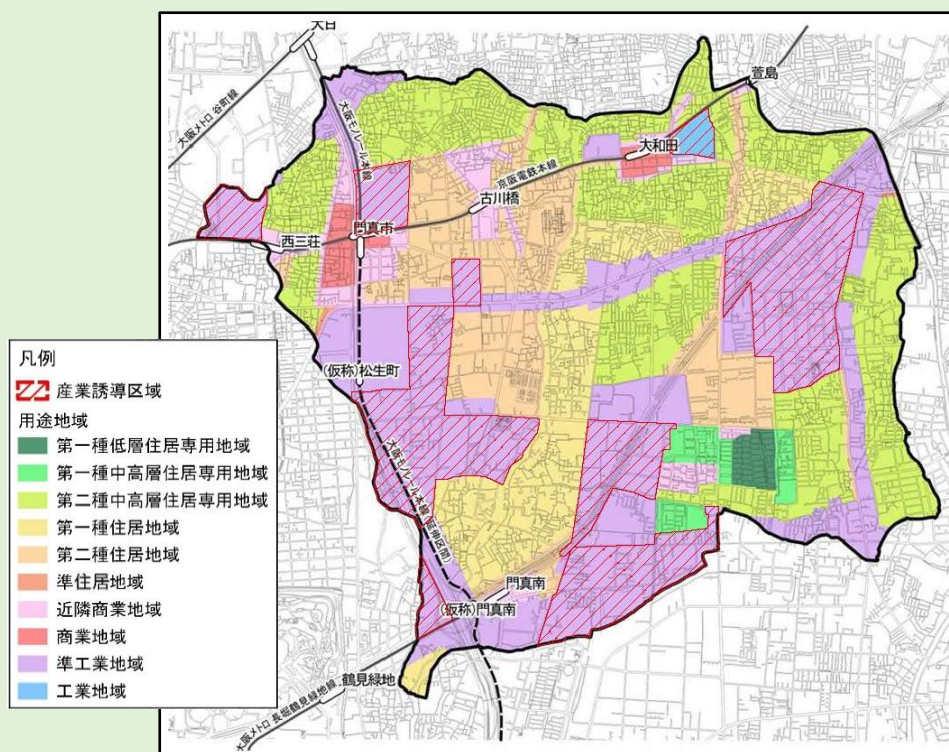 大日
大阪メトロ 谷町線
大阪モノレール本線
萱島
大和田
京阪電鉄本線
古川橋
門真市
西三荘
(仮称)松生町
大阪モノレール本線(延伸区間)
門真南
(仮称)門真南
鶴見緑地
大阪メトロ 長堀鶴見緑地線
凡例
産業誘導区域
用途地域
第一種低層住居専用地域
第一種中高層住居専用地域
第二種中高層住居専用地域
第一種住居地域
第二種住居地域
準住居地域
近隣商業地域
商業地域
準工業地域
工業地域